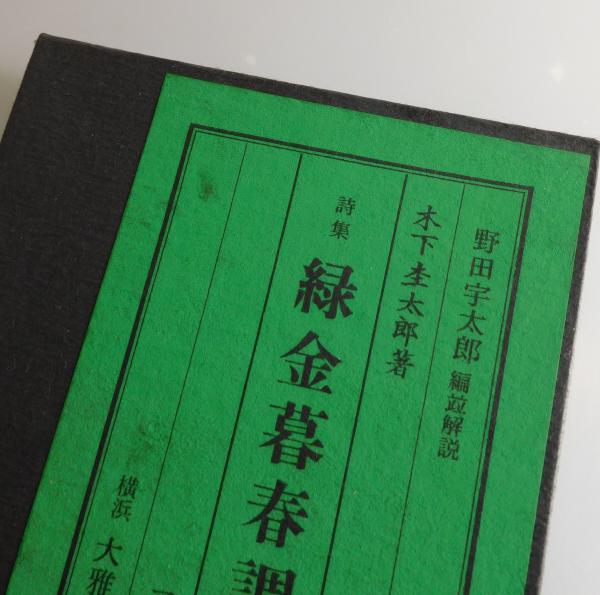 野田宇太郎 編竝解説
木下杢太郎著
詩集 緑金暮春調
横浜 大雅